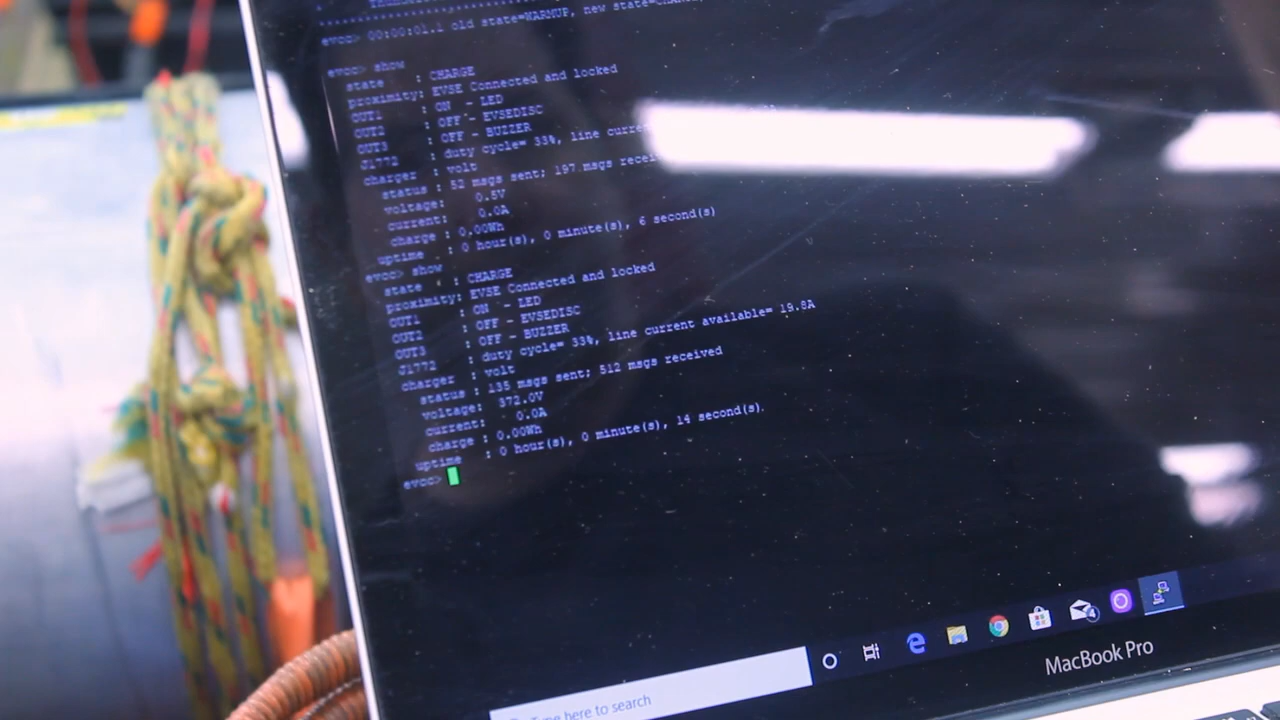 evcc> 00:00:01.1 old state=WARMUP, new state=
evcc> show
state : CHARGE
proximity: EVSE Connected and locked
OUT1 : ON - LED
OUT2 : OFF - EVSEDISC
OUT3 : OFF - BUZZER
J1772 : duty cycle= 33%, line
charger : volt
status : 52 msgs sent; 197 msgs
voltage: 0.5V
current: 0.0A
charge : 0.00Wh
uptime : 0 hour(s), 0 minute(s), 6 second(s)
evcc> show
state : CHARGE
proximity: EVSE Connected and locked
OUT1 : ON - LED
OUT2 : OFF - EVSEDISC
OUT3 : OFF - BUZZER
J1772 : duty cycle= 33%, line current available= 19.8A
charger : volt
status : 135 msgs sent; 512 msgs received
voltage: 372.0V
current: 0.0A
charge : 0.00Wh
uptime : 0 hour(s), 0 minute(s), 14 second(s)
evcc>
Type here to search
4
MacBook Pro